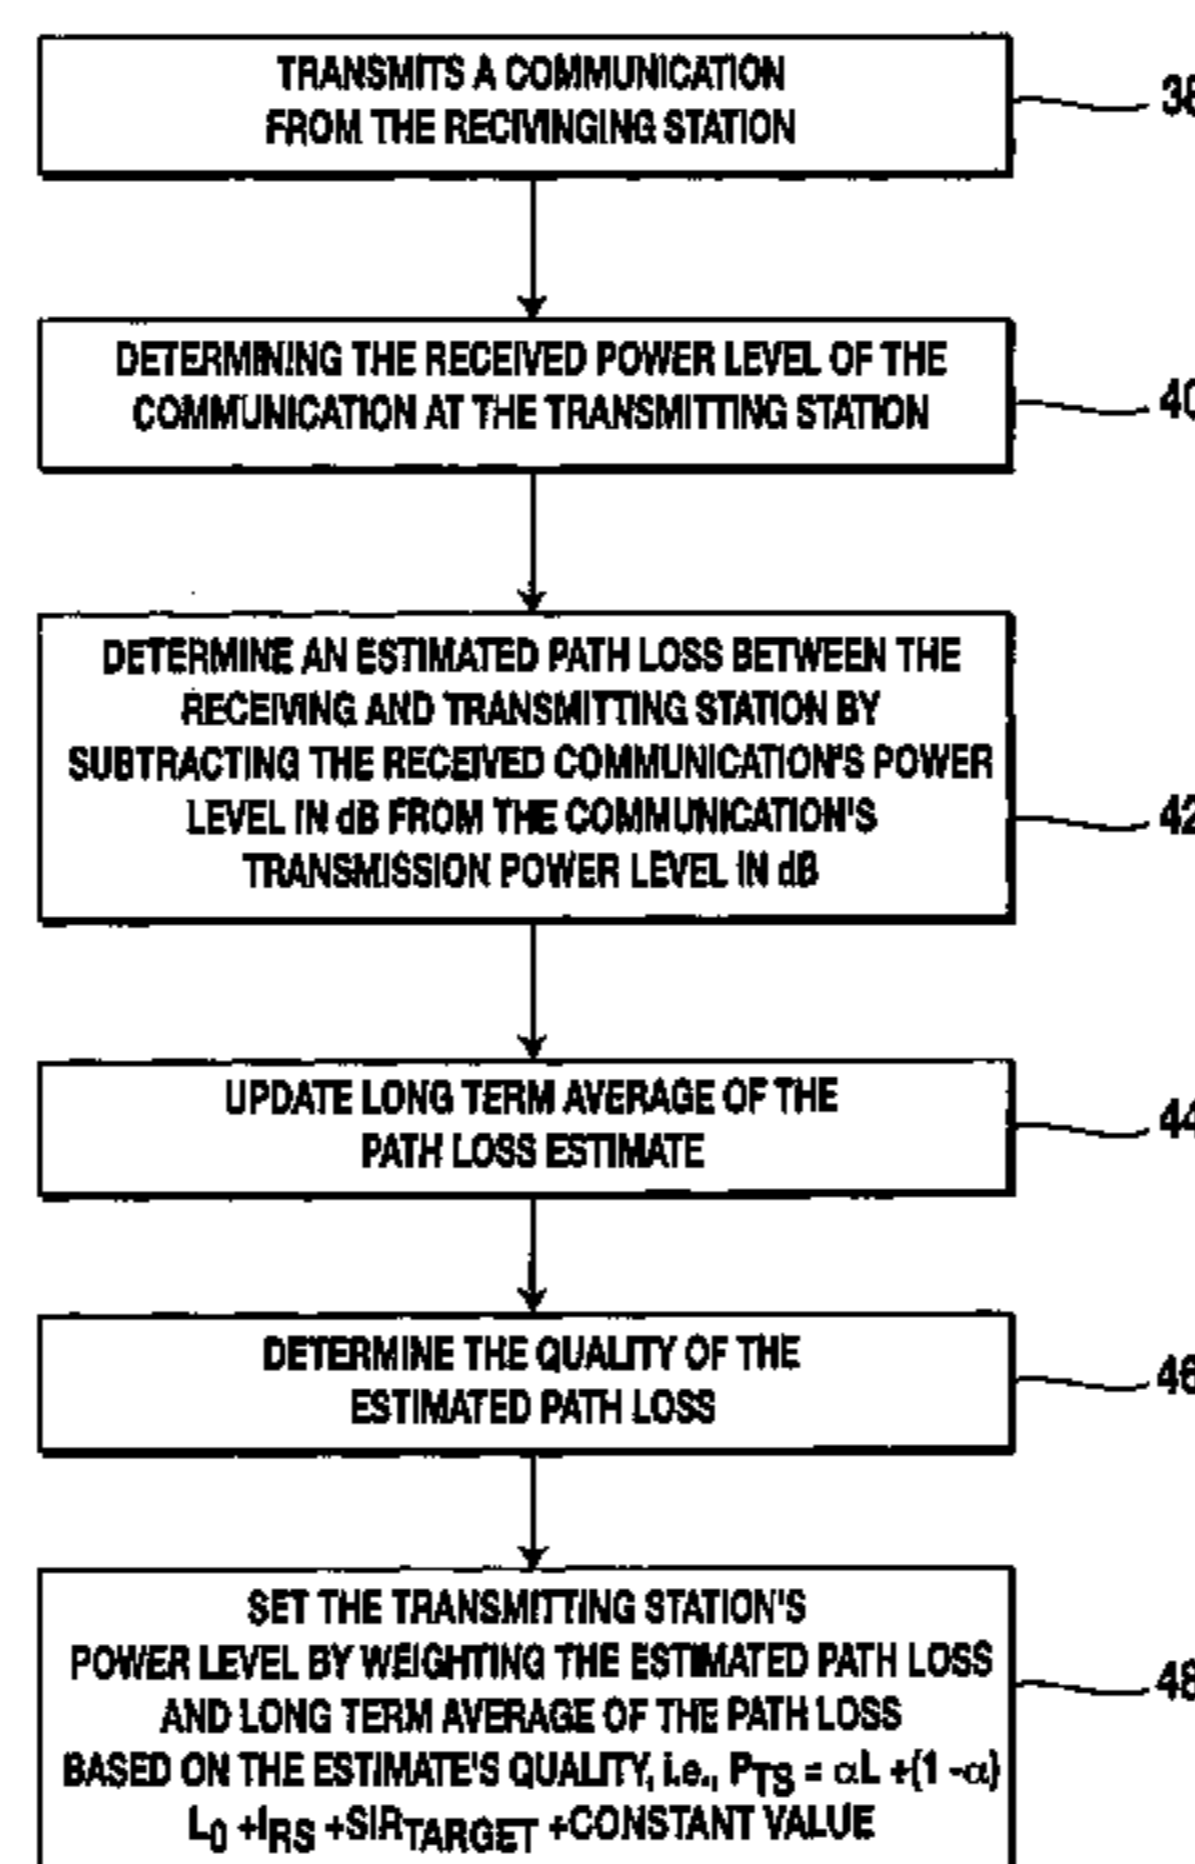 TRANSMITS A COMMUNICATION
FROM THE RECIVINGING STATION
38
DETERMINING THE RECEIVED POWER LEVEL OF THE
COMMUNICATION AT THE TRANSMITTING STATION
40
DETERMINE AN ESTIMATED PATH LOSS BETWEEN THE
RECEIVING AND TRANSMITTING STATION BY
SUBTRACTING THE RECEIVED COMMUNICATION'S POWER
LEVEL IN dB FROM THE COMMUNICATION'S
TRANSMISSION POWER LEVEL IN dB
42
UPDATE LONG TERM AVERAGE OF THE
PATH LOSS ESTIMATE
44
DETERMINE THE QUALITY OF THE
ESTIMATED PATH LOSS
46
SET THE TRANSMITTING STATION'S
POWER LEVEL BY WEIGHTING THE ESTIMATED PATH LOSS
AND LONG TERM AVERAGE OF THE PATH LOSS
48
BASED ON THE ESTIMATE'S QUALITY, i.e., PTS = αL +(1 -α)
L0 +IRS +SIRTARGET +CONSTANT VALUE